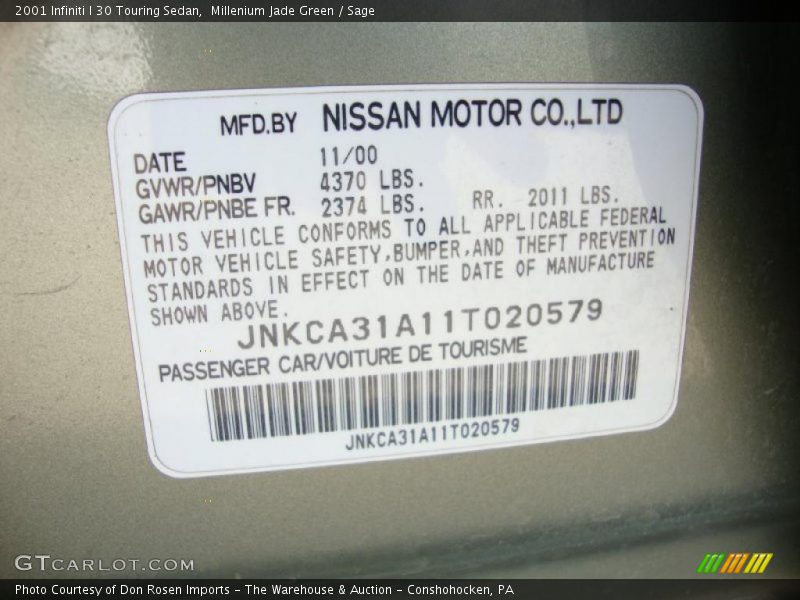 2001 Infiniti I 30 Touring Sedan,  Millenium Jade Green / Sage
MFD.BY NISSAN MOTOR CO.,LTD
DATE 11/00
GVWR/PNBV 4370 LBS.
GAWR/PNBE FR. 2374 LBS. RR. 2011 LBS.
THIS VEHICLE CONFORMS TO ALL APPLICABLE FEDERAL
MOTOR VEHICLE SAFETY,BUMPER,AND THEFT PREVENTION
STANDARDS IN EFFECT ON THE DATE OF MANUFACTURE
SHOWN ABOVE.
JNKCA31A11T020579
PASSENGER CAR/VOITURE DE TOURISME
JNKCA31A11T020579
GTCARLOT.COM
Photo Courtesy of Don Rosen Imports – The Warehouse & Auction – Conshohocken, PA